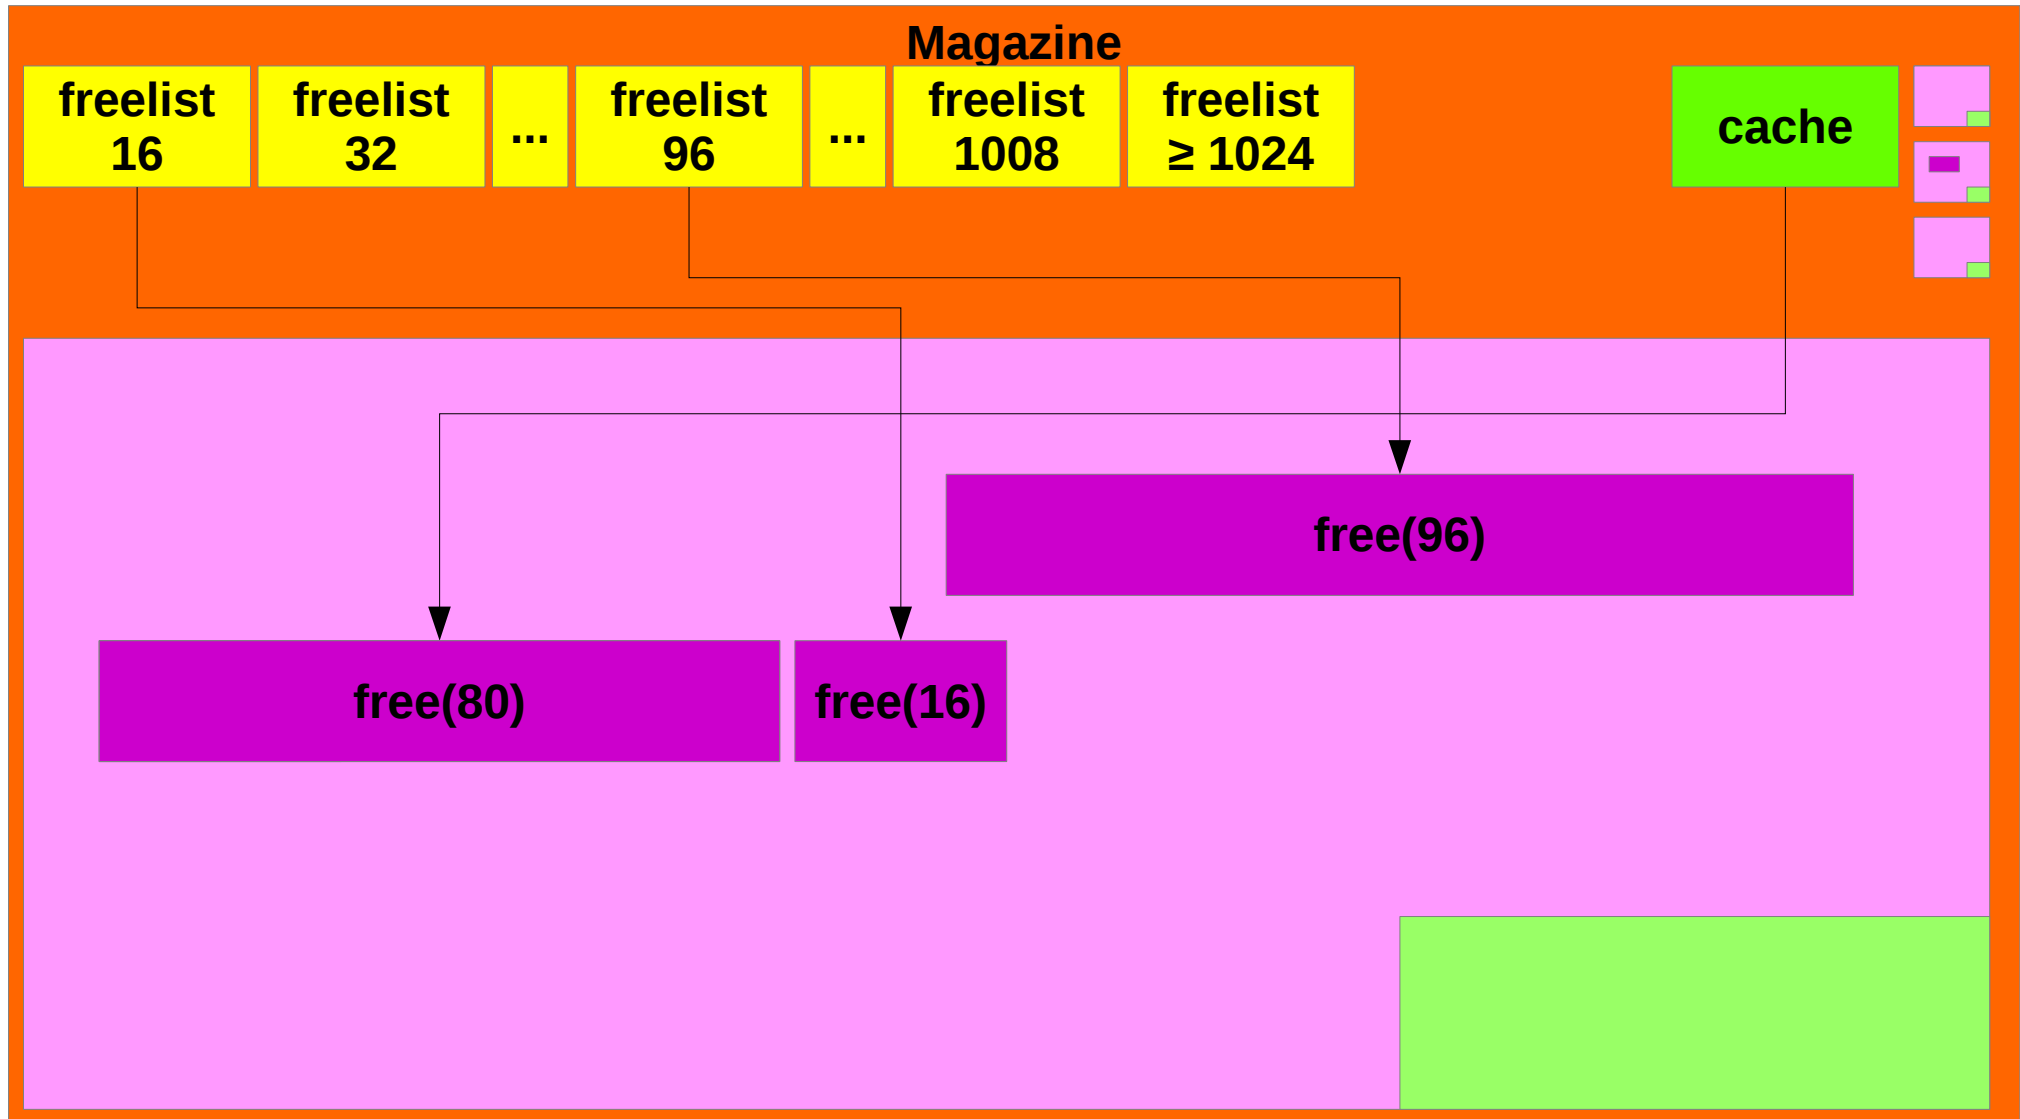 Magazine
freelist
16
freelist
32
...
freelist
96
...
freelist
1008
freelist
≥ 1024
cache
free(96)
free(80)
free(16)